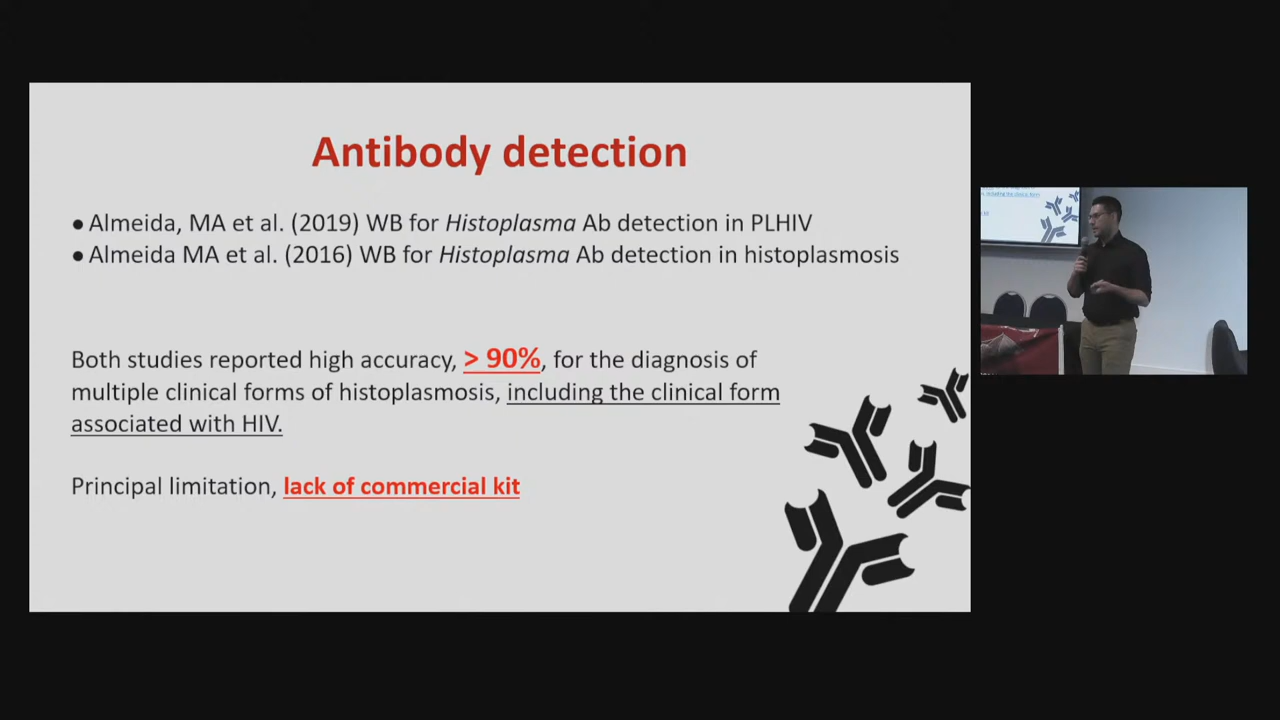 Antibody detection
● Almeida, MA et al. (2019) WB for Histoplasma Ab detection in PLHIV
● Almeida MA et al. (2016) WB for Histoplasma Ab detection in histoplasmosis
Both studies reported high accuracy, > 90%, for the diagnosis of
multiple clinical forms of histoplasmosis, including the clinical form
associated with HIV.
Principal limitation, lack of commercial kit